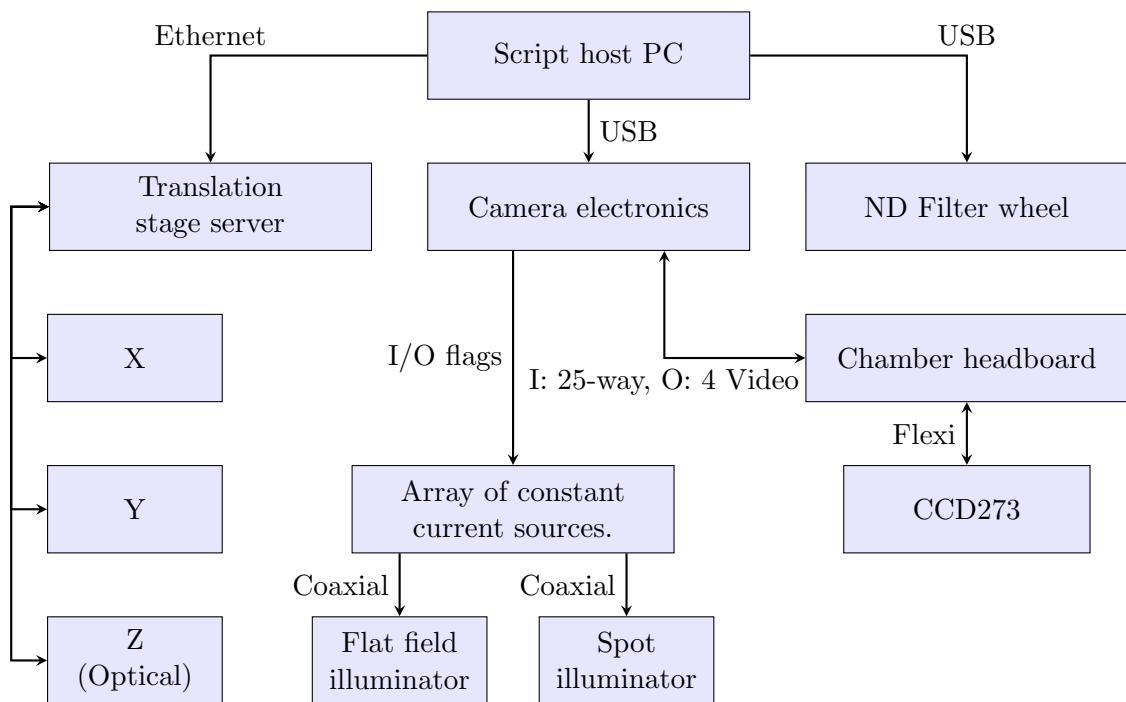 Ethernet
Script host PC
USB
USB
Translation
stage server
Camera electronics
ND Filter wheel
X
I/O flags
I: 25-way, O: 4 Video
Chamber headboard
Flexi
Y
Array of constant
current sources.
CCD273
Coaxial
Coaxial
Z
(Optical)
Flat field
illuminator
Spot
illuminator